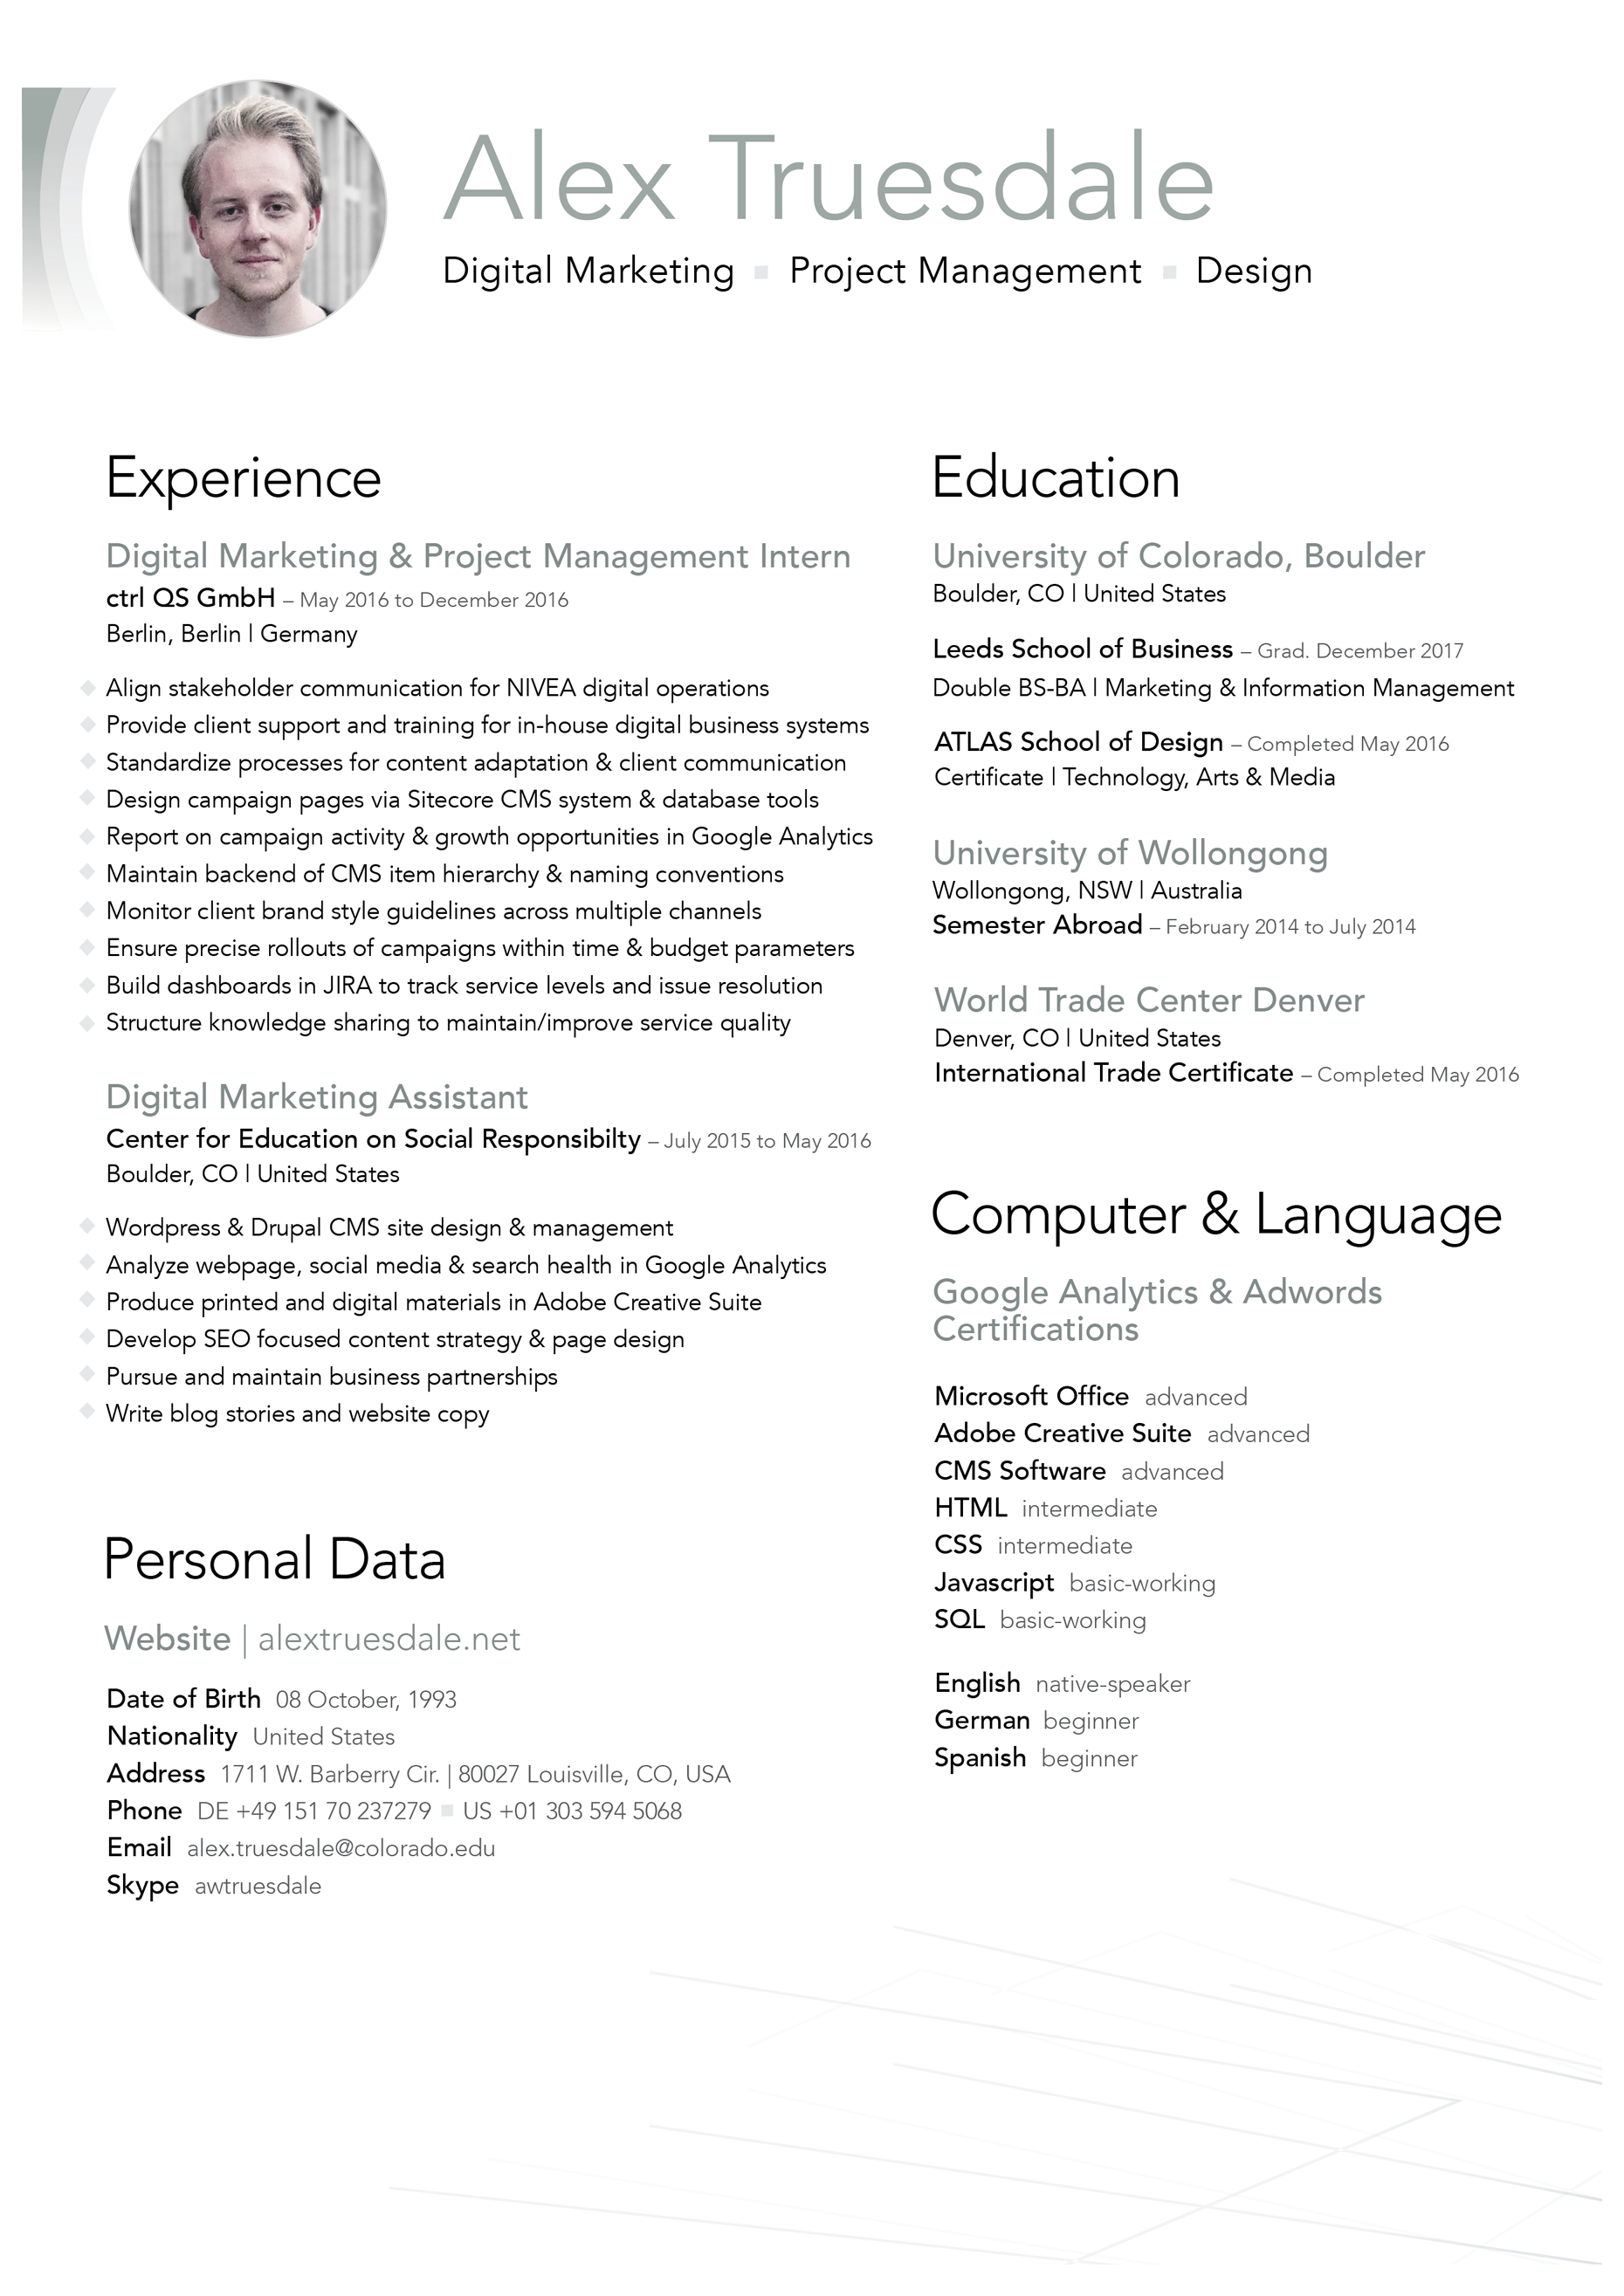 Alex Truesdale
Digital Marketing ▪ Project Management ▪ Design
Experience
Digital Marketing & Project Management Intern
ctrl QS GmbH – May 2016 to December 2016
Berlin, Berlin | Germany
Align stakeholder communication for NIVEA digital operations
Provide client support and training for in-house digital business systems
Standardize processes for content adaptation & client communication
Design campaign pages via Sitecore CMS system & database tools
Report on campaign activity & growth opportunities in Google Analytics
Maintain backend of CMS item hierarchy & naming conventions
Monitor client brand style guidelines across multiple channels
Ensure precise rollouts of campaigns within time & budget parameters
Build dashboards in JIRA to track service levels and issue resolution
Structure knowledge sharing to maintain/improve service quality
Digital Marketing Assistant
Center for Education on Social Responsibilty – July 2015 to May 2016
Boulder, CO | United States
Wordpress & Drupal CMS site design & management
Analyze webpage, social media & search health in Google Analytics
Produce printed and digital materials in Adobe Creative Suite
Develop SEO focused content strategy & page design
Pursue and maintain business partnerships
Write blog stories and website copy
Personal Data
Website | alextruesdale.net
Date of Birth 08 October, 1993
Nationality United States
Address 1711 W. Barberry Cir. | 80027 Louisville, CO, USA
Phone DE +49 151 70 237279 ▪ US +01 303 594 5068
Email alex.truesdale@colorado.edu
Skype awtruesdale
Education
University of Colorado, Boulder
Boulder, CO | United States
Leeds School of Business – Grad. December 2017
Double BS-BA | Marketing & Information Management
ATLAS School of Design – Completed May 2016
Certificate | Technology, Arts & Media
University of Wollongong
Wollongong, NSW | Australia
Semester Abroad – February 2014 to July 2014
World Trade Center Denver
Denver, CO | United States
International Trade Certificate – Completed May 2016
Computer & Language
Google Analytics & Adwords
Certifications
Microsoft Office advanced
Adobe Creative Suite advanced
CMS Software advanced
HTML intermediate
CSS intermediate
Javascript basic-working
SQL basic-working
English native-speaker
German beginner
Spanish beginner